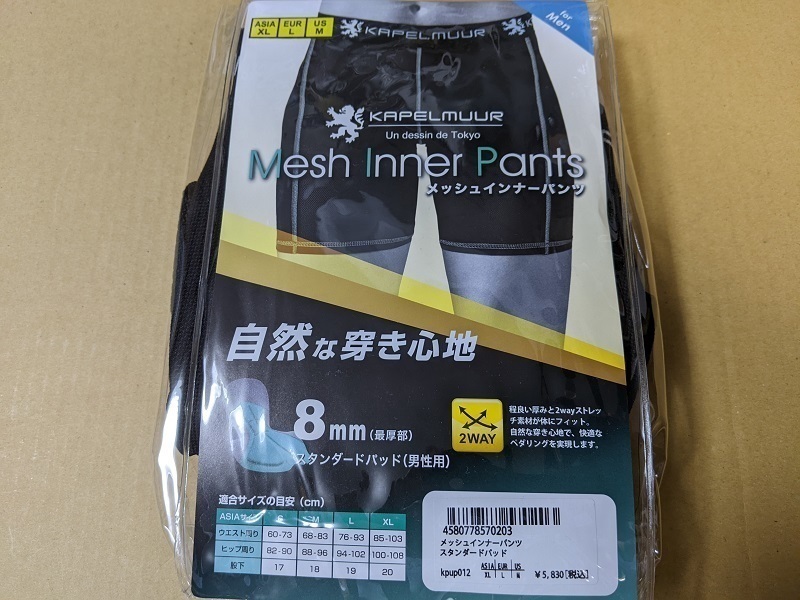 ASIA EUR US
XL L M
KAPELMUUR
for Men
KAPELMUUR
Un dessin de Tokyo
Mesh Inner Pants
メッシュインナーパンツ
自然な穿き心地
8mm(最厚部)
スタンダードパッド(男性用)
2WAY
程良い厚みと2wayストレッ
チ素材が体にフィット。
自然な穿き心地で、快適な
ペダリングを実現します。
適合サイズの目安(cm)
ASIAサイズ S M L XL
ウエスト周り 60-73 68-83 76-93 85-103
ヒップ周り 82-90 88-96 94-102 100-108
股下 17 18 19 20
4580778570203
メッシュインナーパンツ
スタンダードパッド
kpup012 ASIA EUR US
XL L M
¥5,830[税込]